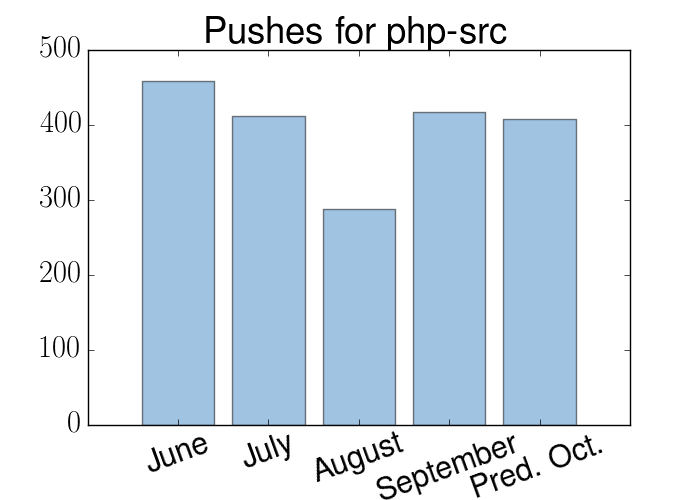 Pushes for php-src
500
400
300
200
100
0
June
July
August
September
Pred. Oct.